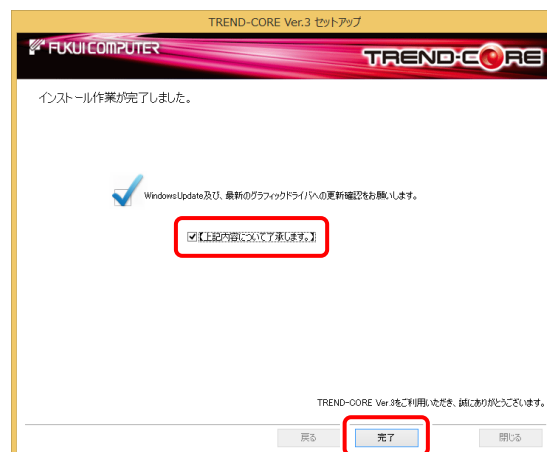 TREND-CORE Ver.3 セットアップ
FUKUI COMPUTER
TREND-CORE
インストール作業が完了しました。
WindowsUpdate及び、最新のグラフィックドライバへの更新確認をお願いします。
【上記内容について了承します。】
TREND-CORE Ver.3をご利用いただき、誠にありがとうございます。
戻る 完了 閉じる